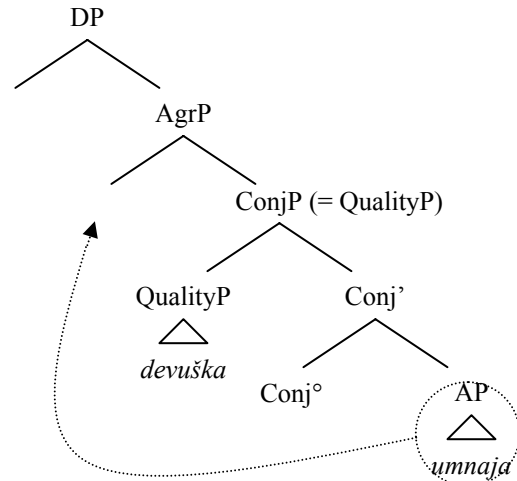 DP
AgrP
ConjP (= QualityP)
QualityP Conj’
devuška
Conj° AP
umnaja